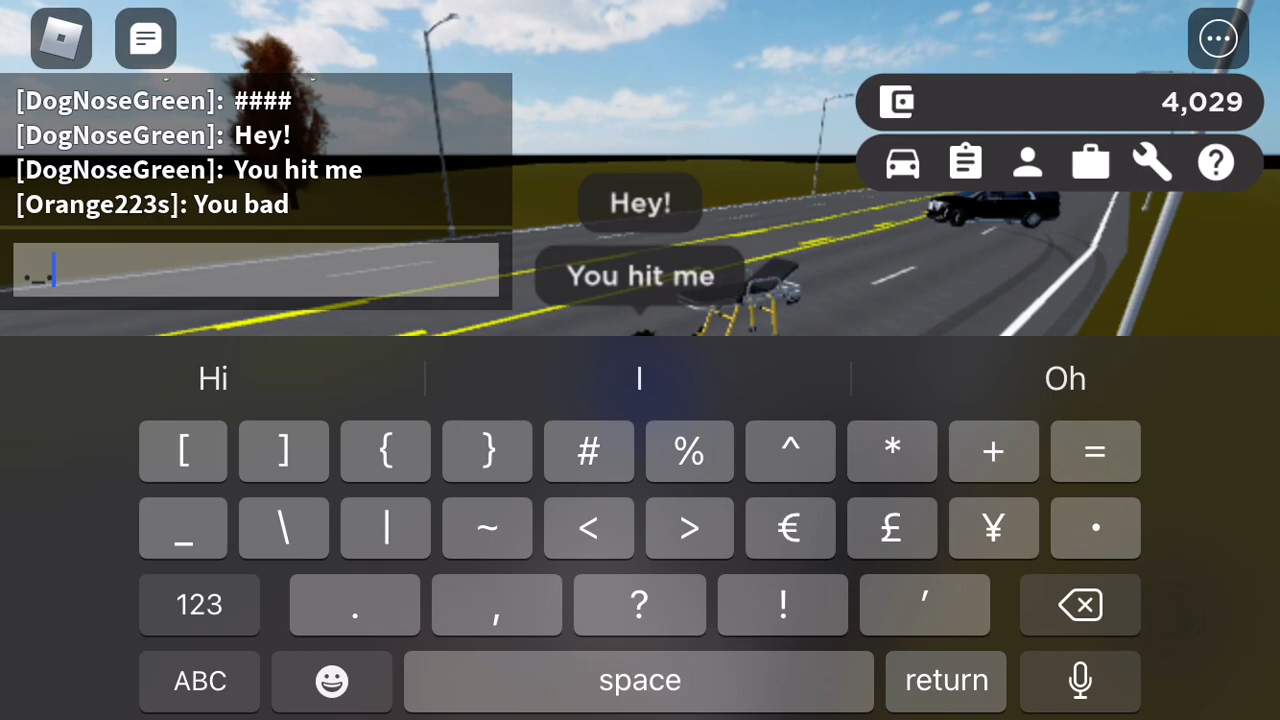 [DogNoseGreen]: ####
[DogNoseGreen]: Hey!
[DogNoseGreen]: You hit me
[Orange223s]: You bad
•_•
4,029
Hey!
You hit me
Hi I Oh
[ ] { } # % ^ * + =
_ \ | ~ < > € £ ¥ •
123 . , ? ! ′
ABC space return